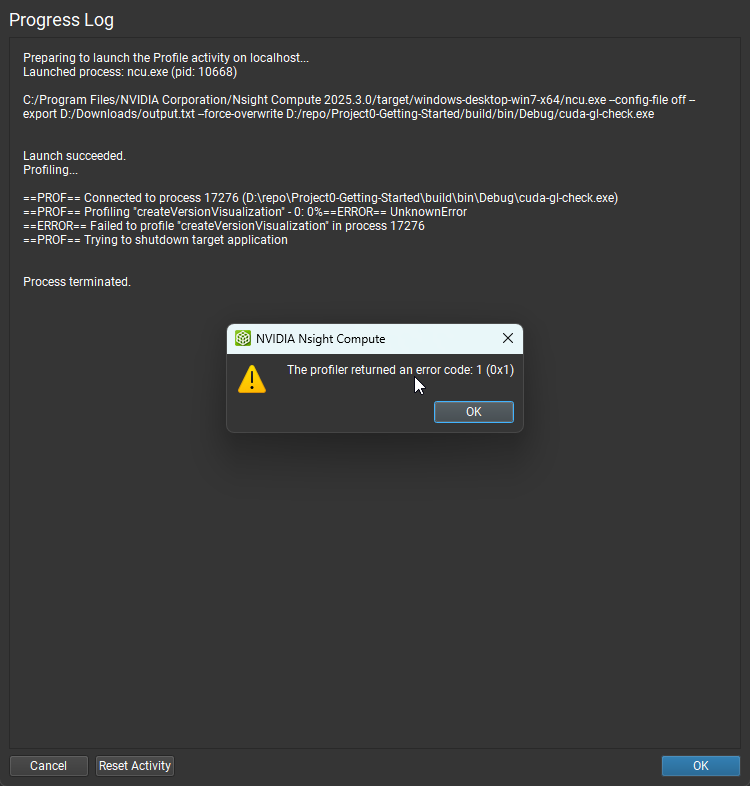 Progress Log
Preparing to launch the Profile activity on localhost...
Launched process: ncu.exe (pid: 10668)
C:/Program Files/NVIDIA Corporation/Nsight Compute 2025.3.0/target/windows-desktop-win7-x64/ncu.exe --config-file off --
export D:/Downloads/output.txt --force-overwrite D:/repo/Project0-Getting-Started/build/bin/Debug/cuda-gl-check.exe
Launch succeeded.
Profiling...
==PROF== Connected to process 17276 (D:\repo\Project0-Getting-Started\build\bin\Debug\cuda-gl-check.exe)
==PROF== Profiling "createVersionVisualization" - 0: 0%==ERROR== UnknownError
==ERROR== Failed to profile "createVersionVisualization" in process 17276
==PROF== Trying to shutdown target application
Process terminated.
NVIDIA Nsight Compute
The profiler returned an error code: 1 (0x1)
OK
Cancel
Reset Activity
OK